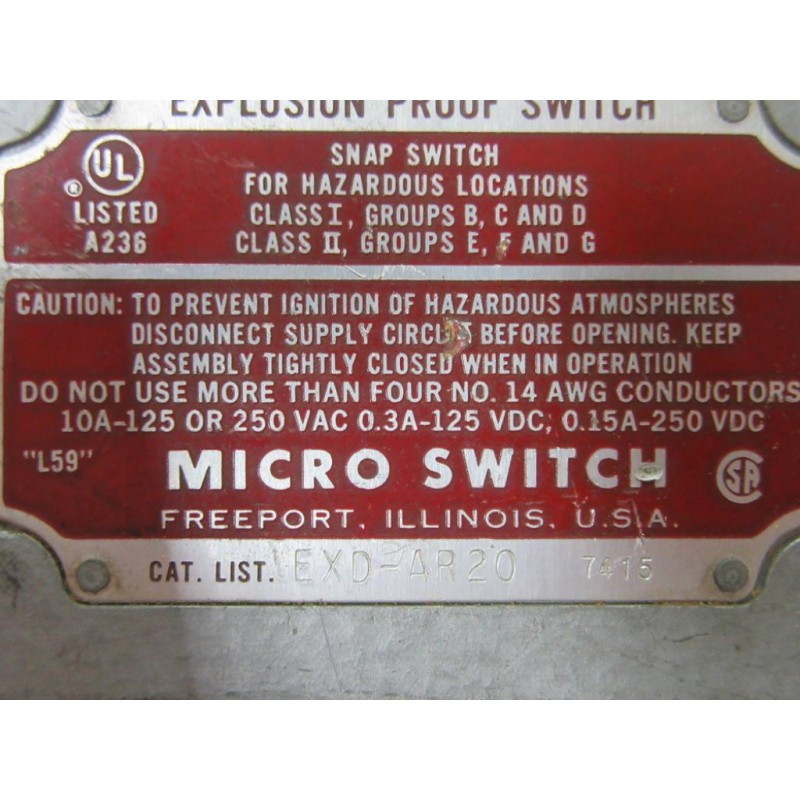 EXPLOSION PROOF SWITCH
UL
®
LISTED
A236
SNAP SWITCH
FOR HAZARDOUS LOCATIONS
CLASS I, GROUPS B, C AND D
CLASS II, GROUPS E, F AND G
CAUTION: TO PREVENT IGNITION OF HAZARDOUS ATMOSPHERES
DISCONNECT SUPPLY CIRCUIS BEFORE OPENING. KEEP
ASSEMBLY TIGHTLY CLOSED WHEN IN OPERATION
DO NOT USE MORE THAN FOUR NO. 14 AWG CONDUCTORS
10A-125 OR 250 VAC 0.3A-125 VDC, 0.15A-250 VDC
"L59" MICRO SWITCH SA
FREEPORT, ILLINOIS, U.S.A.
CAT. LIST. EXD-AR20 7415